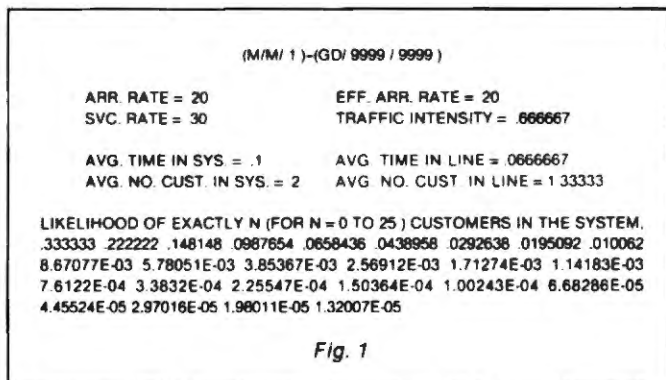 (M/M/ 1 )-(GD/ 9999 / 9999 )
ARR. RATE = 20 EFF. ARR. RATE = 20
SVC. RATE = 30 TRAFFIC INTENSITY = .666667
AVG. TIME IN SYS. = .1 AVG. TIME IN LINE = .0666667
AVG. NO. CUST. IN SYS. = 2 AVG. NO. CUST. IN LINE = 1 33333
LIKELIHOOD OF EXACTLY N (FOR N = 0 TO 25 ) CUSTOMERS IN THE SYSTEM,
.333333 .222222 .148148 .0987654 .0658436 .0438958 .0292638 .0195092 .010062
8.67077E-03 5.78051E-03 3.85367E-03 2.56912E-03 1.71274E-03 1.14183E-03
7.6122E-04 3.3832E-04 2.25547E-04 1.50364E-04 1.00243E-04 6.68286E-05
4.45524E-05 2.97016E-05 1.98011E-05 1.32007E-05
Fig. 1